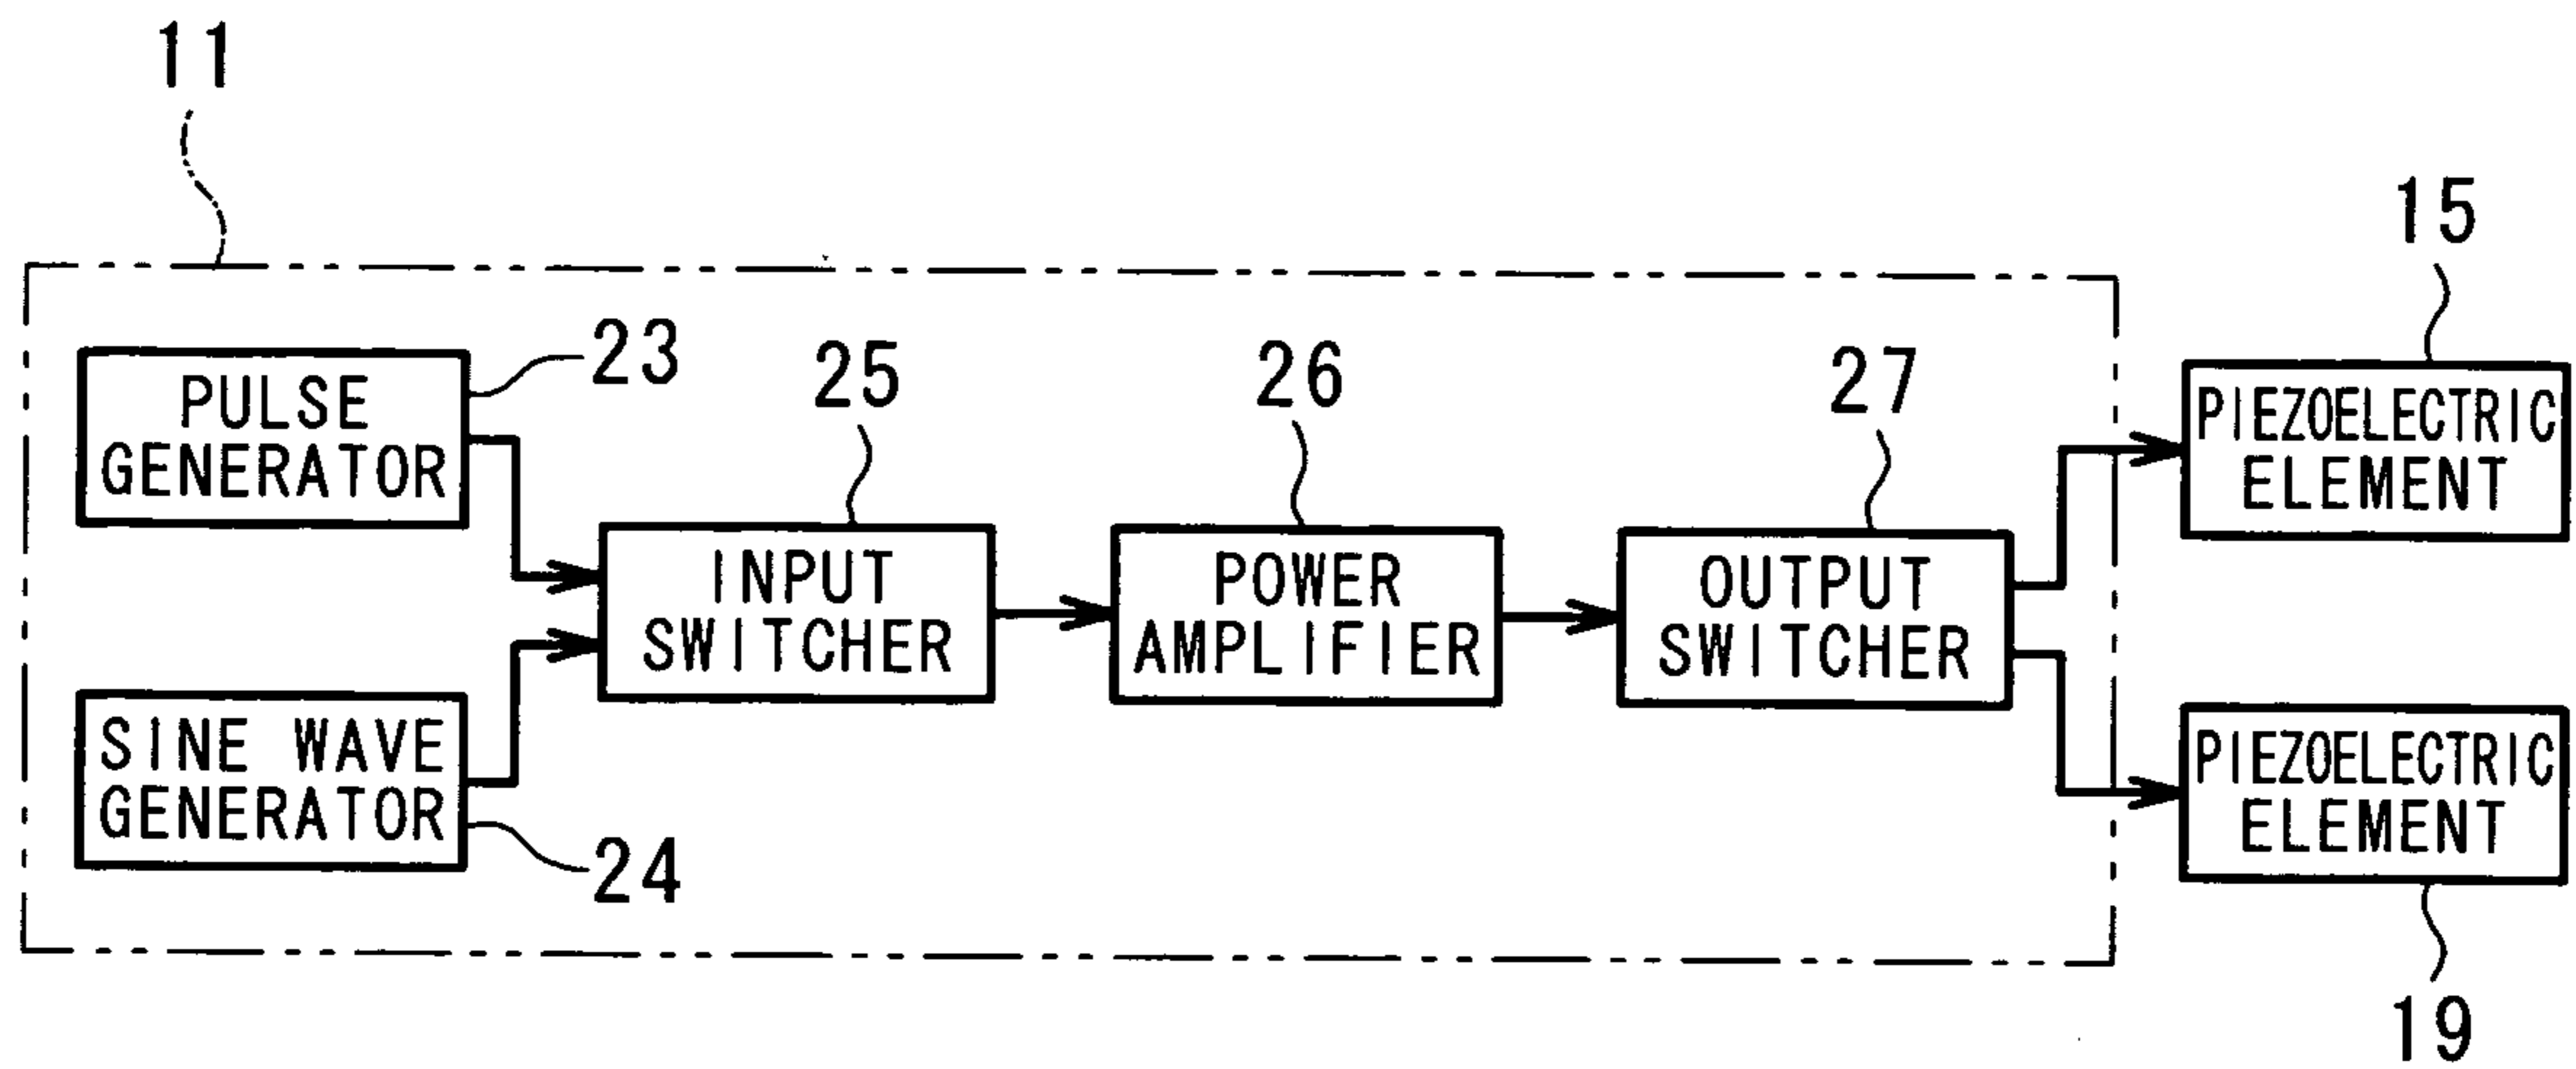 11
15
23
25
26
27
PULSE
GENERATOR
PIEZOELECTRIC
ELEMENT
INPUT
SWITCHER
POWER
AMPLIFIER
OUTPUT
SWITCHER
SINE WAVE
GENERATOR
24
PIEZOELECTRIC
ELEMENT
19